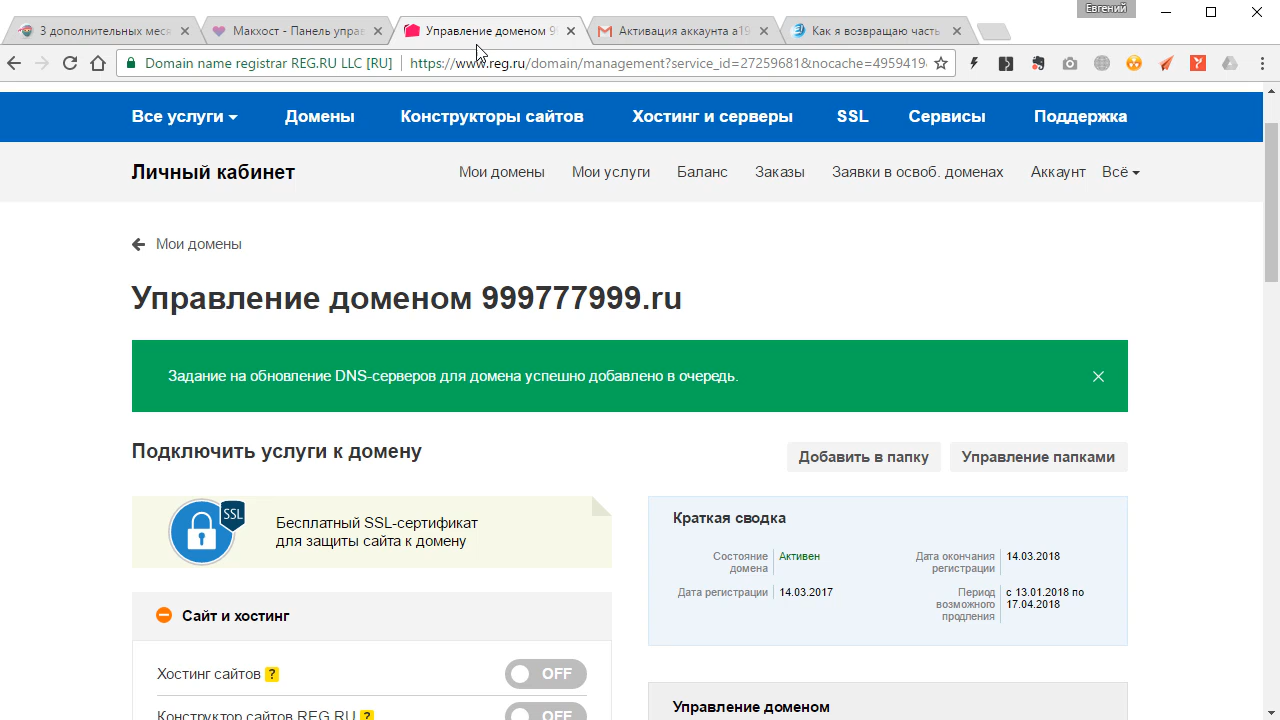 Евгений
3 дополнительных меся
Макхост - Панель управ
Управление доменом 9
Активация аккаунта a19
Как я возвращаю часть
Domain name registrar REG.RU LLC [RU]
https://www.reg.ru/domain/management?service_id=27259681&nocache=4959419
Все услуги
Домены
Конструкторы сайтов
Хостинг и серверы
SSL
Сервисы
Поддержка
Личный кабинет
Мои домены
Мои услуги
Баланс
Заказы
Заявки в освоб. доменах
Аккаунт
Всё
Мои домены
Управление доменом 999777999.ru
Задание на обновление DNS-серверов для домена успешно добавлено в очередь.
Подключить услуги к домену
Добавить в папку
Управление папками
SSL
Бесплатный SSL-сертификат
для защиты сайта к домену
Краткая сводка
Состояние
домена
Активен
Дата окончания
регистрации
14.03.2018
Дата регистрации
14.03.2017
Период
возможного
продления
с 13.01.2018 по
17.04.2018
Сайт и хостинг
Хостинг сайтов ?
OFF
Конструктор сайтов REG.RU ?
OFF
Управление доменом